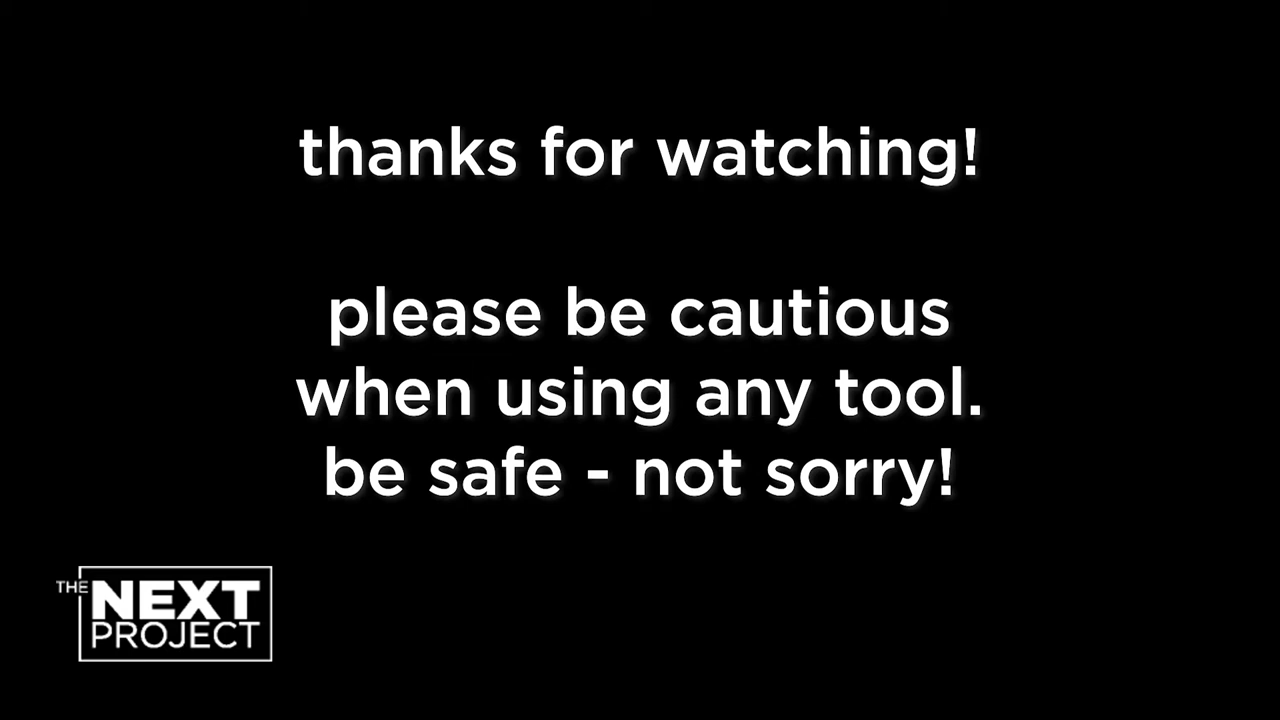 thanks for watching!
please be cautious
when using any tool.
be safe - not sorry!
THE
NEXT
PROJECT